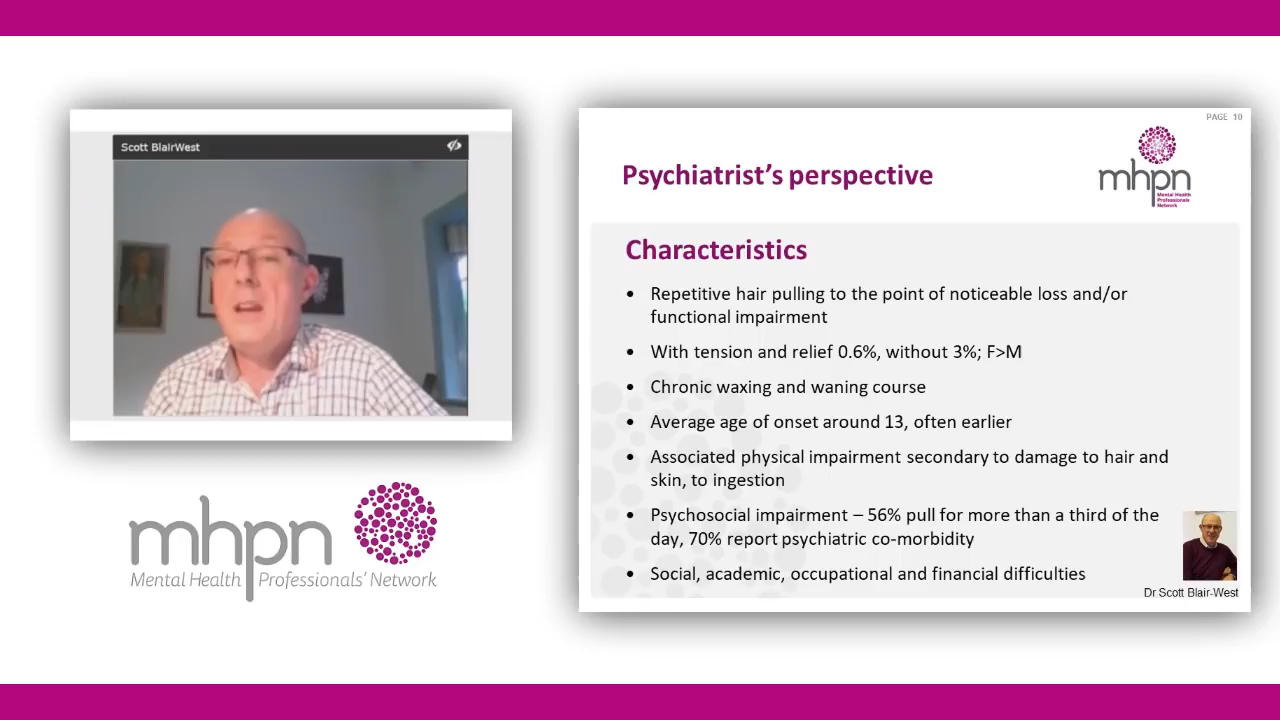 Scott BlairWest
mhpn
Mental Health Professionals' Network
PAGE 10
Psychiatrist's perspective
mhpn
Mental Health
Professionals
Network
Characteristics
• Repetitive hair pulling to the point of noticeable loss and/or
functional impairment
• With tension and relief 0.6%, without 3%; F>M
• Chronic waxing and waning course
• Average age of onset around 13, often earlier
• Associated physical impairment secondary to damage to hair and
skin, to ingestion
• Psychosocial impairment – 56% pull for more than a third of the
day, 70% report psychiatric co-morbidity
• Social, academic, occupational and financial difficulties
Dr Scott Blair-West